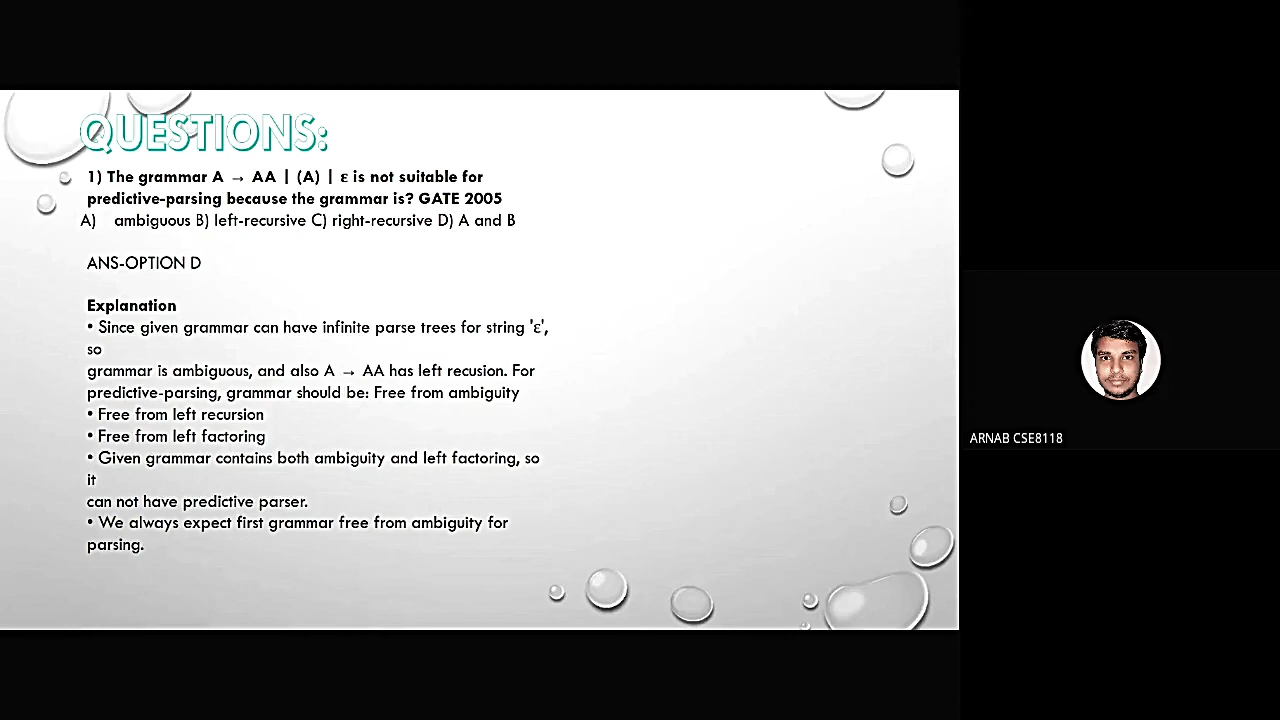 QUESTIONS:
1) The grammar A → AA | (A) | ε is not suitable for
predictive-parsing because the grammar is? GATE 2005
A) ambiguous B) left-recursive C) right-recursive D) A and B
ANS-OPTION D
Explanation
• Since given grammar can have infinite parse trees for string 'ε',
so
grammar is ambiguous, and also A → AA has left recusion. For
predictive-parsing, grammar should be: Free from ambiguity
• Free from left recursion
• Free from left factoring
• Given grammar contains both ambiguity and left factoring, so
it
can not have predictive parser.
• We always expect first grammar free from ambiguity for
parsing.
ARNAB CSE8118